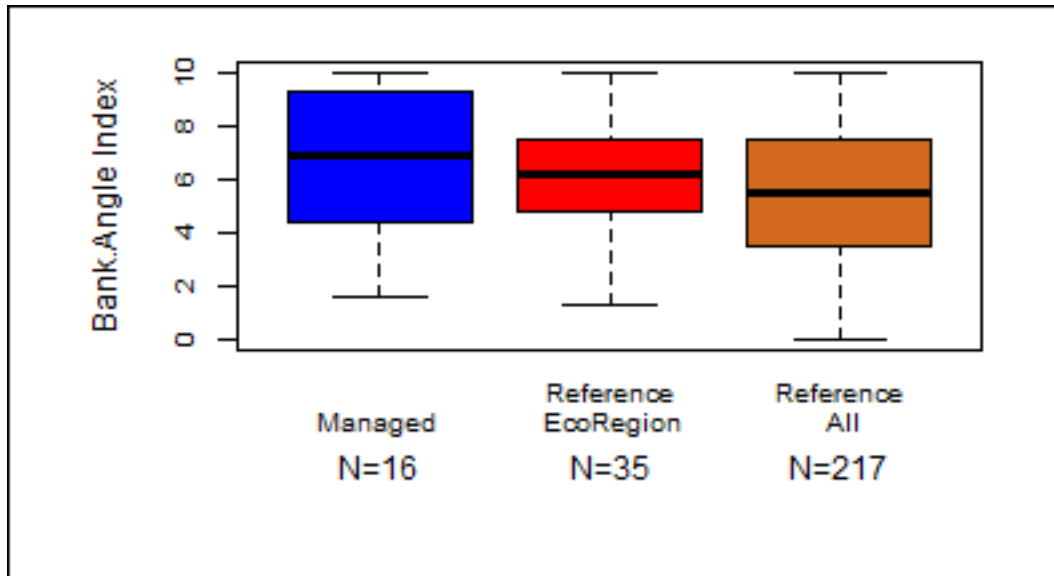 Bank.Angle Index
10
8
6
4
2
0
Managed
Reference
EcoRegion
Reference
All
N=16
N=35
N=217